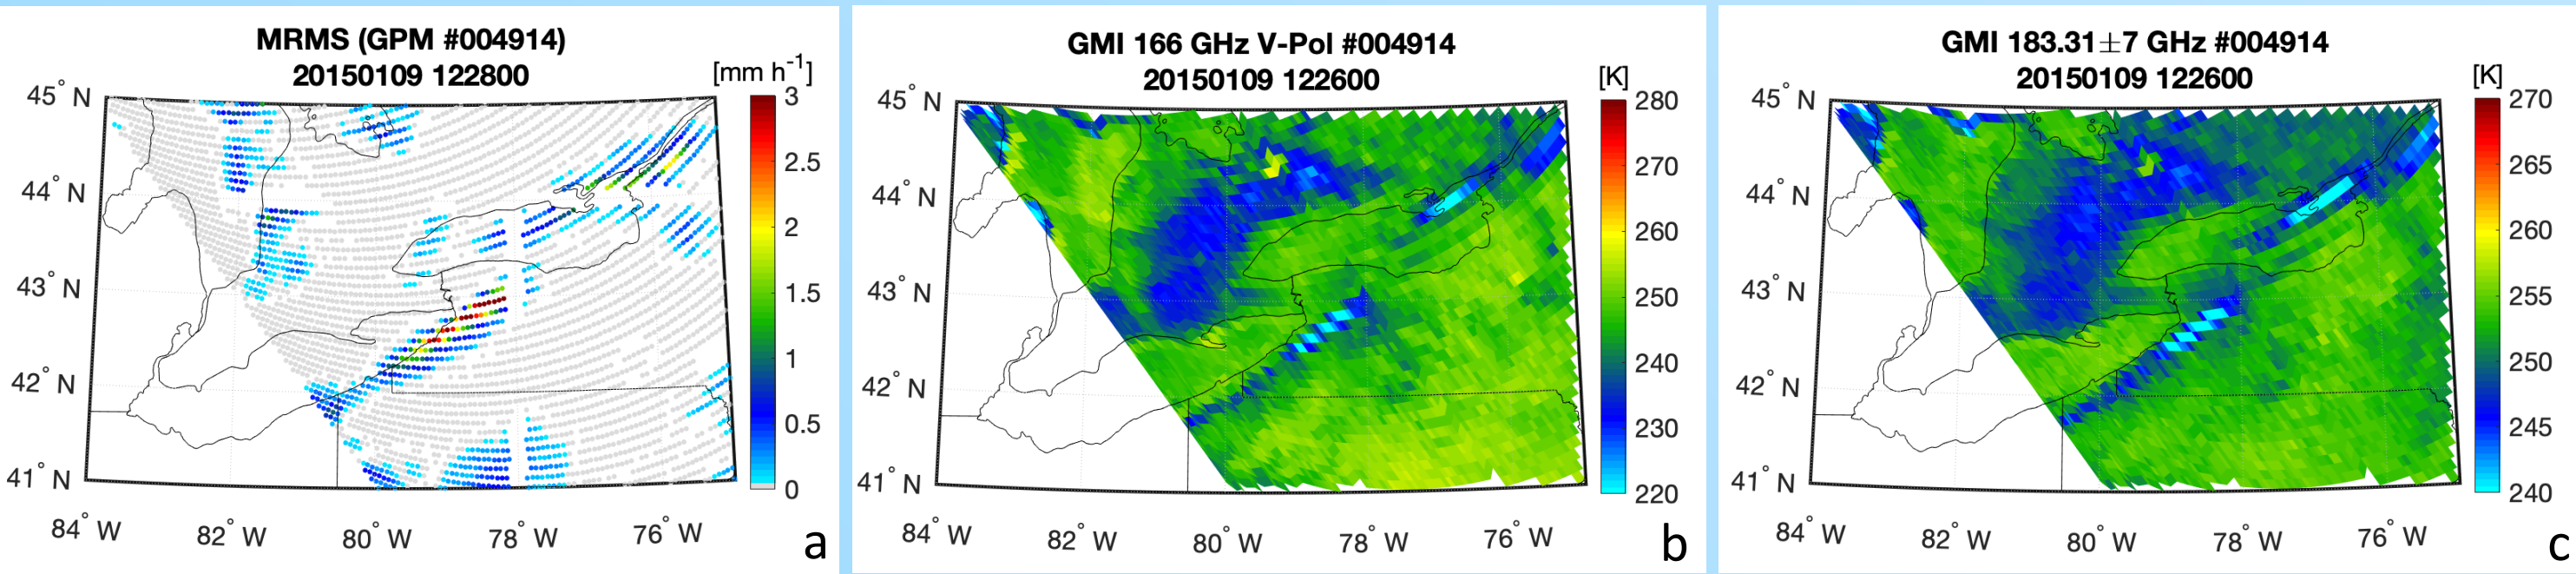 MRMS (GPM #004914)
20150109 122800
[mm h-1]
45° N
44° N
43° N
42° N
41° N
84° W
82° W
80° W
78° W
76° W
3
2.5
2
1.5
1
0.5
0
a
GMI 166 GHz V-Pol #004914
20150109 122600
[K]
45° N
44° N
43° N
42° N
41° N
84° W
82° W
80° W
78° W
76° W
280
270
260
250
240
230
220
b
GMI 183.31±7 GHz #004914
20150109 122600
[K]
45° N
44° N
43° N
42° N
41° N
84° W
82° W
80° W
78° W
76° W
270
265
260
255
250
245
240
c